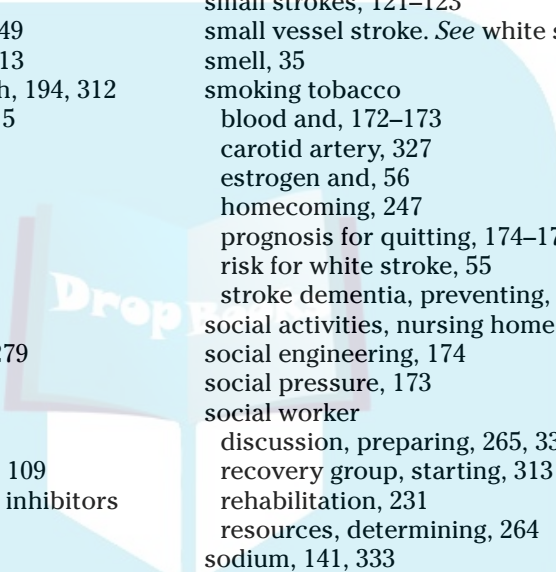 49
13
h, 194, 312
5
279
109
inhibitors
small strokes, 121–123
small vessel stroke. See white s
smell, 35
smoking tobacco
blood and, 172–173
carotid artery, 327
estrogen and, 56
homecoming, 247
prognosis for quitting, 174–17
risk for white stroke, 55
stroke dementia, preventing,
social activities, nursing home
social engineering, 174
social pressure, 173
social worker
discussion, preparing, 265, 33
recovery group, starting, 313
rehabilitation, 231
resources, determining, 264
sodium, 141, 333
Drop